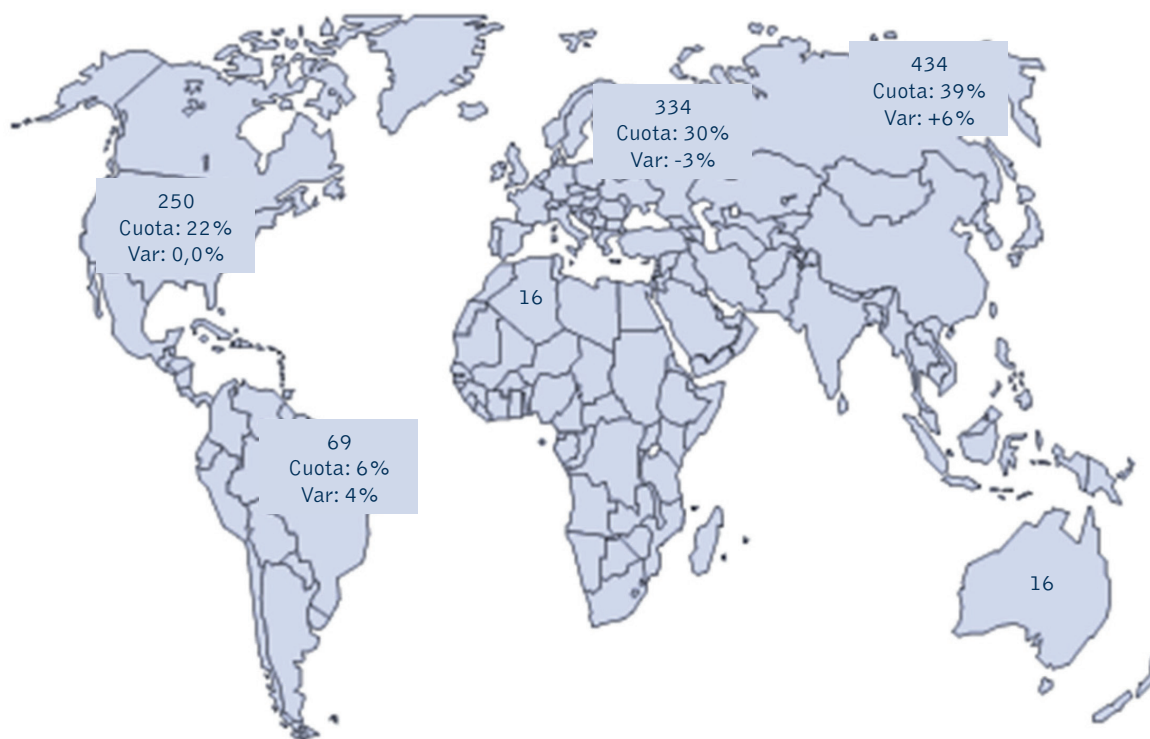 434
Cuota: 39%
Var: +6%
334
Cuota: 30%
Var: -3%
250
Cuota: 22%
Var: 0,0%
16
69
Cuota: 6%
Var: 4%
16